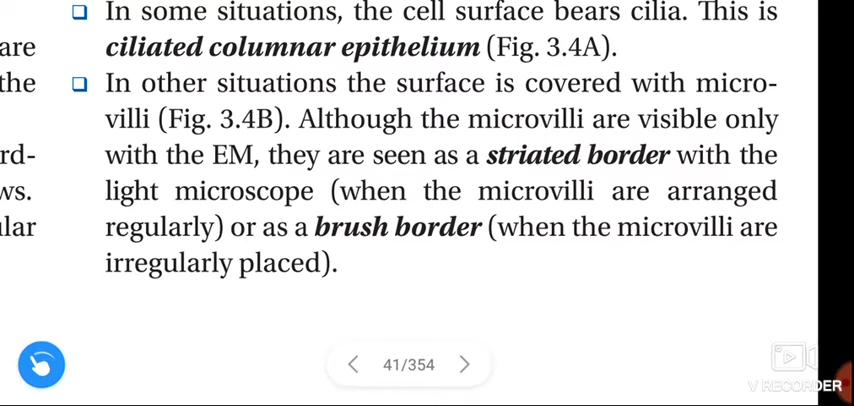 In some situations, the cell surface bears cilia. This is
are ciliated columnar epithelium (Fig. 3.4A).
the In other situations the surface is covered with micro-
villi (Fig. 3.4B). Although the microvilli are visible only
rd- with the EM, they are seen as a striated border with the
ws. light microscope (when the microvilli are arranged
ular regularly) or as a brush border (when the microvilli are
irregularly placed).
41/354
V RECORDER